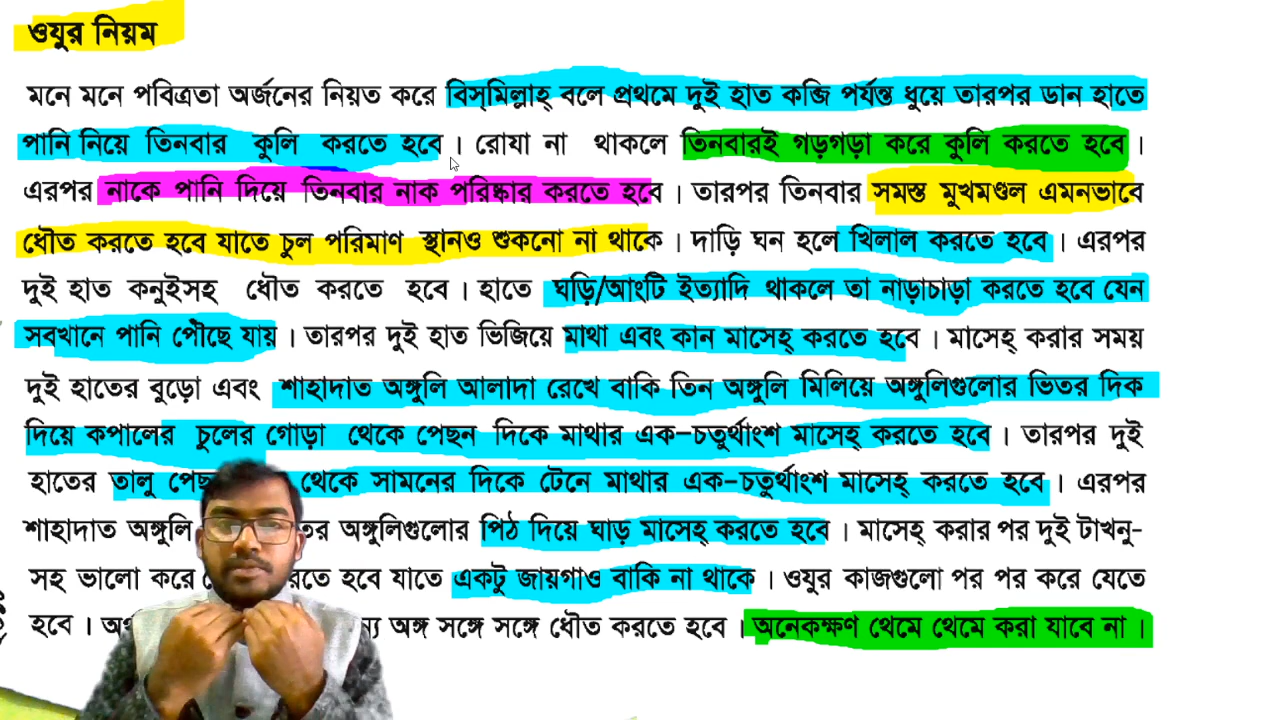 ওযুর নিয়ম
মনে মনে পবিত্রতা অর্জনের নিয়ত করে বিস্‌মিল্লাহ্ বলে প্রথমে দুই হাত কব্জি পর্যন্ত ধুয়ে তারপর ডান হাতে
পানি নিয়ে তিনবার কুলি করতে হবে। রোযা না থাকলে তিনবারই গড়গড়া করে কুলি করতে হবে।
এরপর নাকে পানি দিয়ে তিনবার নাক পরিষ্কার করতে হবে। তারপর তিনবার সমস্ত মুখমণ্ডল এমনভাবে
ধৌত করতে হবে যাতে চুল পরিমাণ স্থানও শুকনো না থাকে। দাড়ি ঘন হলে খিলাল করতে হবে। এরপর
দুই হাত কনুইসহ ধৌত করতে হবে। হাতে ঘড়ি/আংটি ইত্যাদি থাকলে তা নাড়াচাড়া করতে হবে যেন
সবখানে পানি পৌঁছে যায়। তারপর দুই হাত ভিজিয়ে মাথা এবং কান মাসেহ্ করতে হবে। মাসেহ্ করার সময়
দুই হাতের বুড়ো এবং শাহাদাত অঙ্গুলি আলাদা রেখে বাকি তিন অঙ্গুলি মিলিয়ে অঙ্গুলিগুলোর ভিতর দিক
দিয়ে কপালের চুলের গোড়া থেকে পেছন দিকে মাথার এক-চতুর্থাংশ মাসেহ্ করতে হবে। তারপর দুই
হাতের তালু থেকে সামনের দিকে টেনে মাথার এক-চতুর্থাংশ মাসেহ্ করতে হবে। এরপর
শাহাদাত অঙ্গুলি অঙ্গুলিগুলোর পিঠ দিয়ে ঘাড় মাসেহ্ করতে হবে। মাসেহ্ করার পর দুই টাখনু-
সহ ভালো করে হবে যাতে একটু জায়গাও বাকি না থাকে। ওযুর কাজগুলো পর পর করে যেতে
হবে। অঙ্গ সঙ্গে সঙ্গে ধৌত করতে হবে। অনেকক্ষণ থেমে থেমে করা যাবে না।